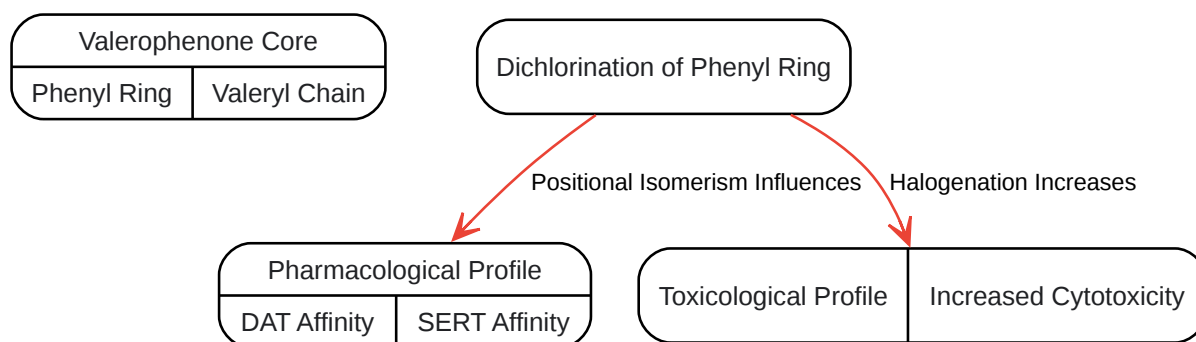 Valerophenone Core
Phenyl Ring
Valeryl Chain
Dichlorination of Phenyl Ring
Positional Isomerism Influences
Halogenation Increases
Pharmacological Profile
DAT Affinity
SERT Affinity
Toxicological Profile
Increased Cytotoxicity